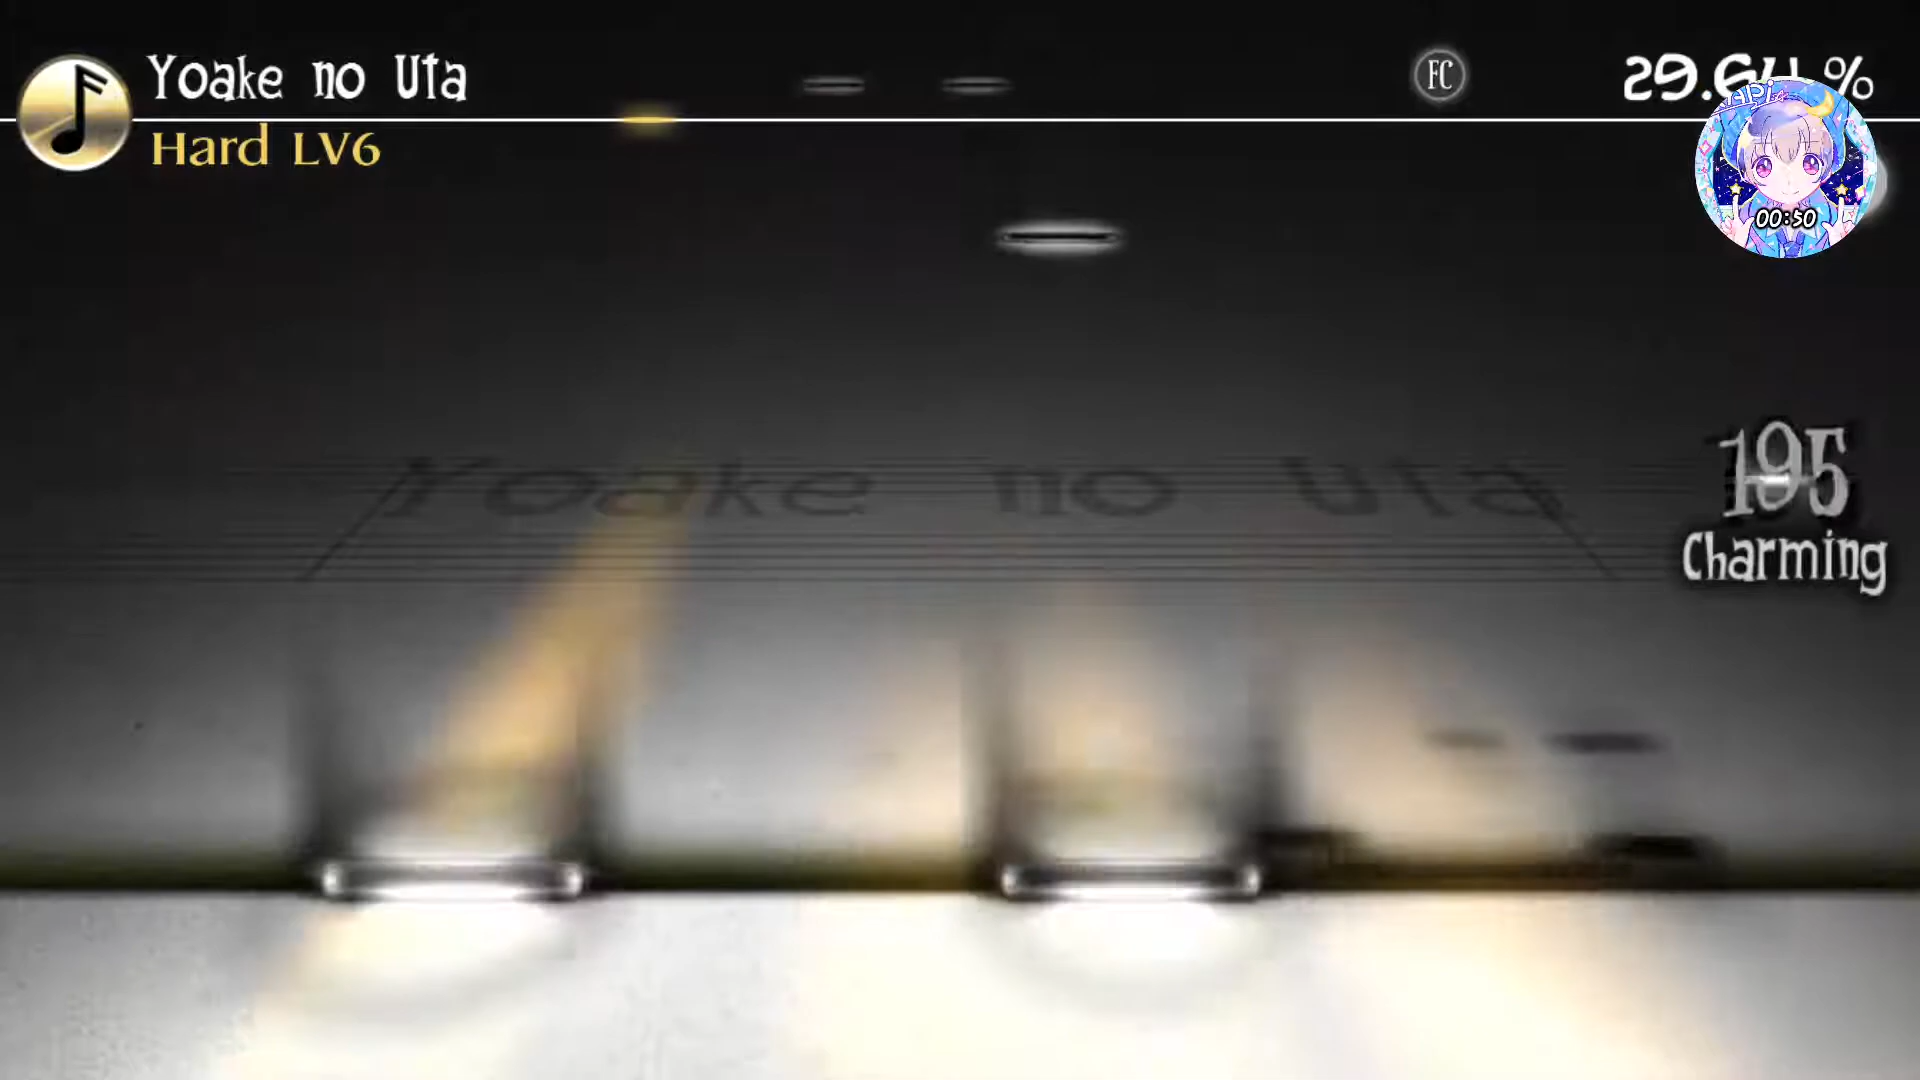 Yoake no Uta
Hard LV6
FC
%
00:50
Yoake no Uta
195
Charming